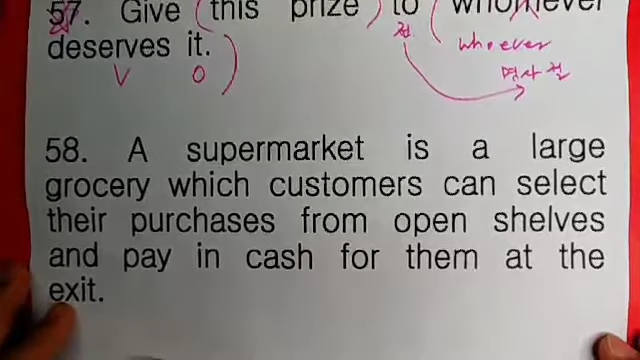 57. Give (this prize) to (whomever
전 whoever
deserves it.)
명사절
V O
58. A supermarket is a large
grocery which customers can select
their purchases from open shelves
and pay in cash for them at the
exit.